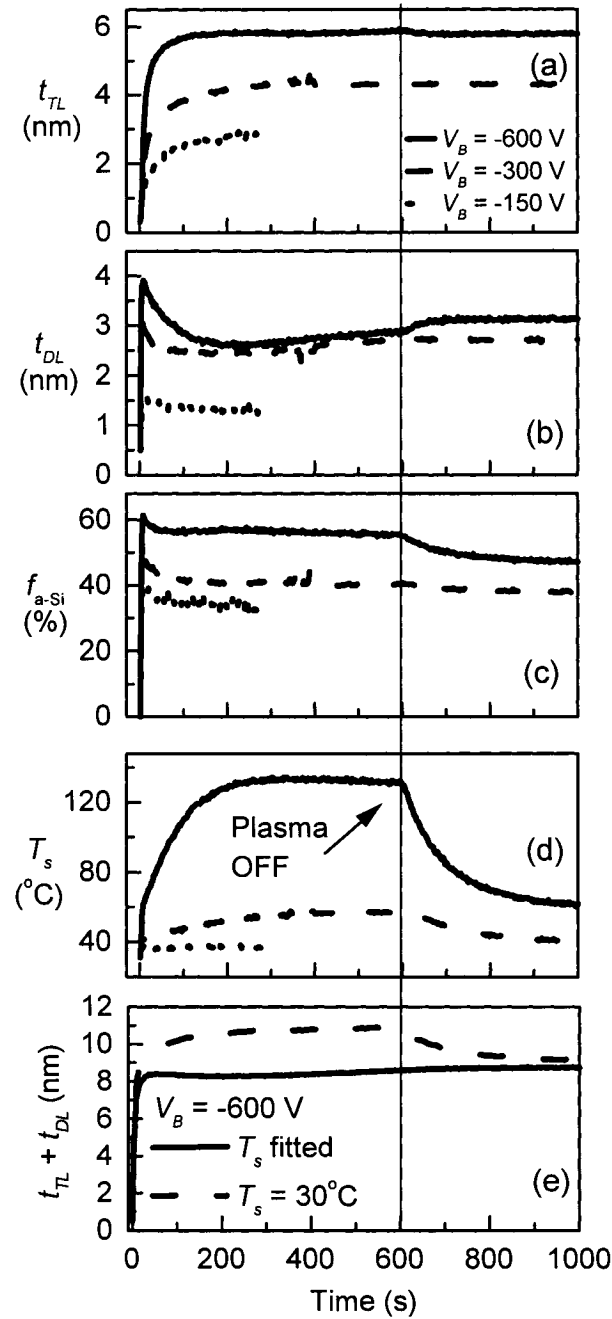 6
4
2
0
t_TL
(nm)
(a)
V_B = -600 V
V_B = -300 V
V_B = -150 V
4
3
2
1
0
t_DL
(nm)
(b)
60
40
20
0
f_a-Si
(%)
(c)
120
80
40
T_s
(°C)
Plasma
OFF
(d)
12
10
8
6
4
2
0
t_TL + t_DL (nm)
V_B = -600 V
T_s fitted
T_s = 30°C
(e)
0 200 400 600 800 1000
Time (s)